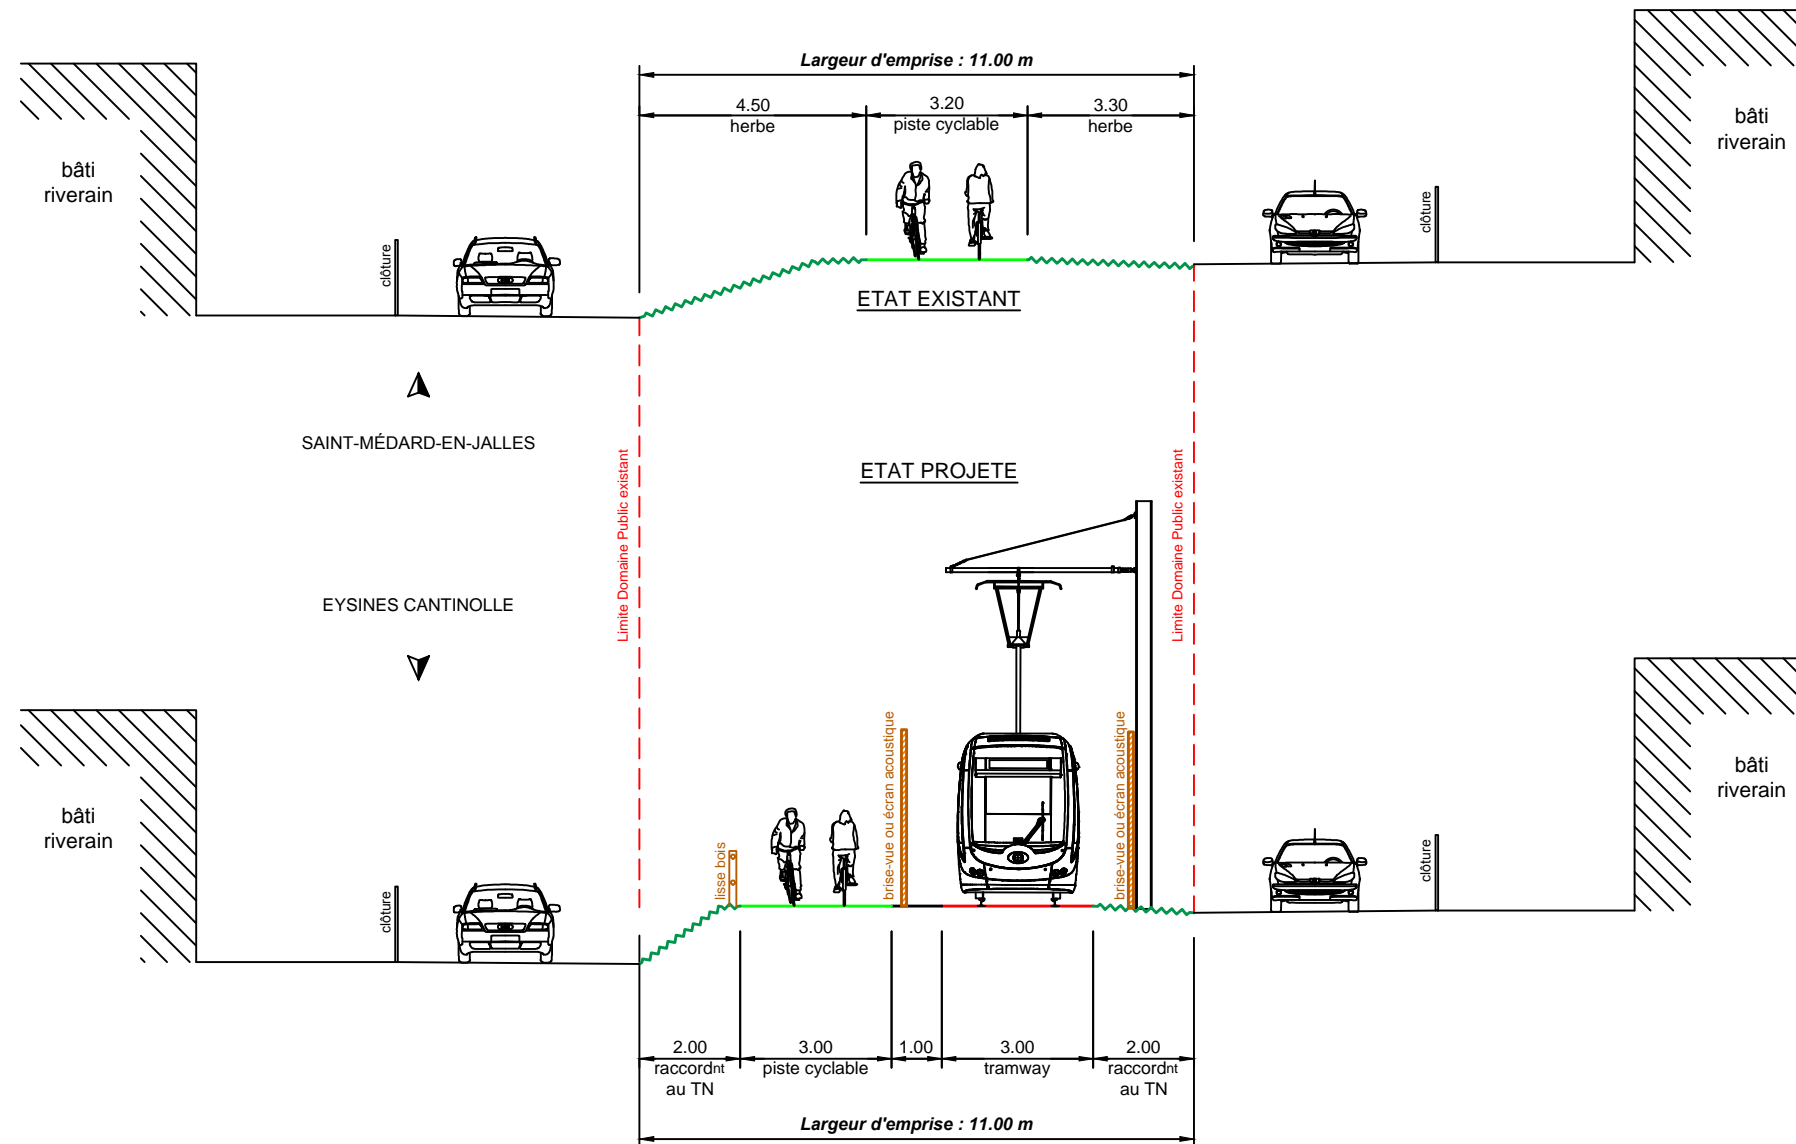 Largeur d'emprise : 11.00 m
4.50
herbe
3.20
piste cyclable
3.30
herbe
bâti
riverain
bâti
riverain
clôture
clôture
ETAT EXISTANT
SAINT-MÉDARD-EN-JALLES
ETAT PROJETE
Limite Domaine Public existant
Limite Domaine Public existant
EYSINES CANTINOLLE
bâti
riverain
bâti
riverain
clôture
lisse bois
brise-vue ou écran acoustique
brise-vue ou écran acoustique
clôture
2.00
raccordnt
au TN
3.00
piste cyclable
1.00
3.00
tramway
2.00
raccordnt
au TN
Largeur d'emprise : 11.00 m